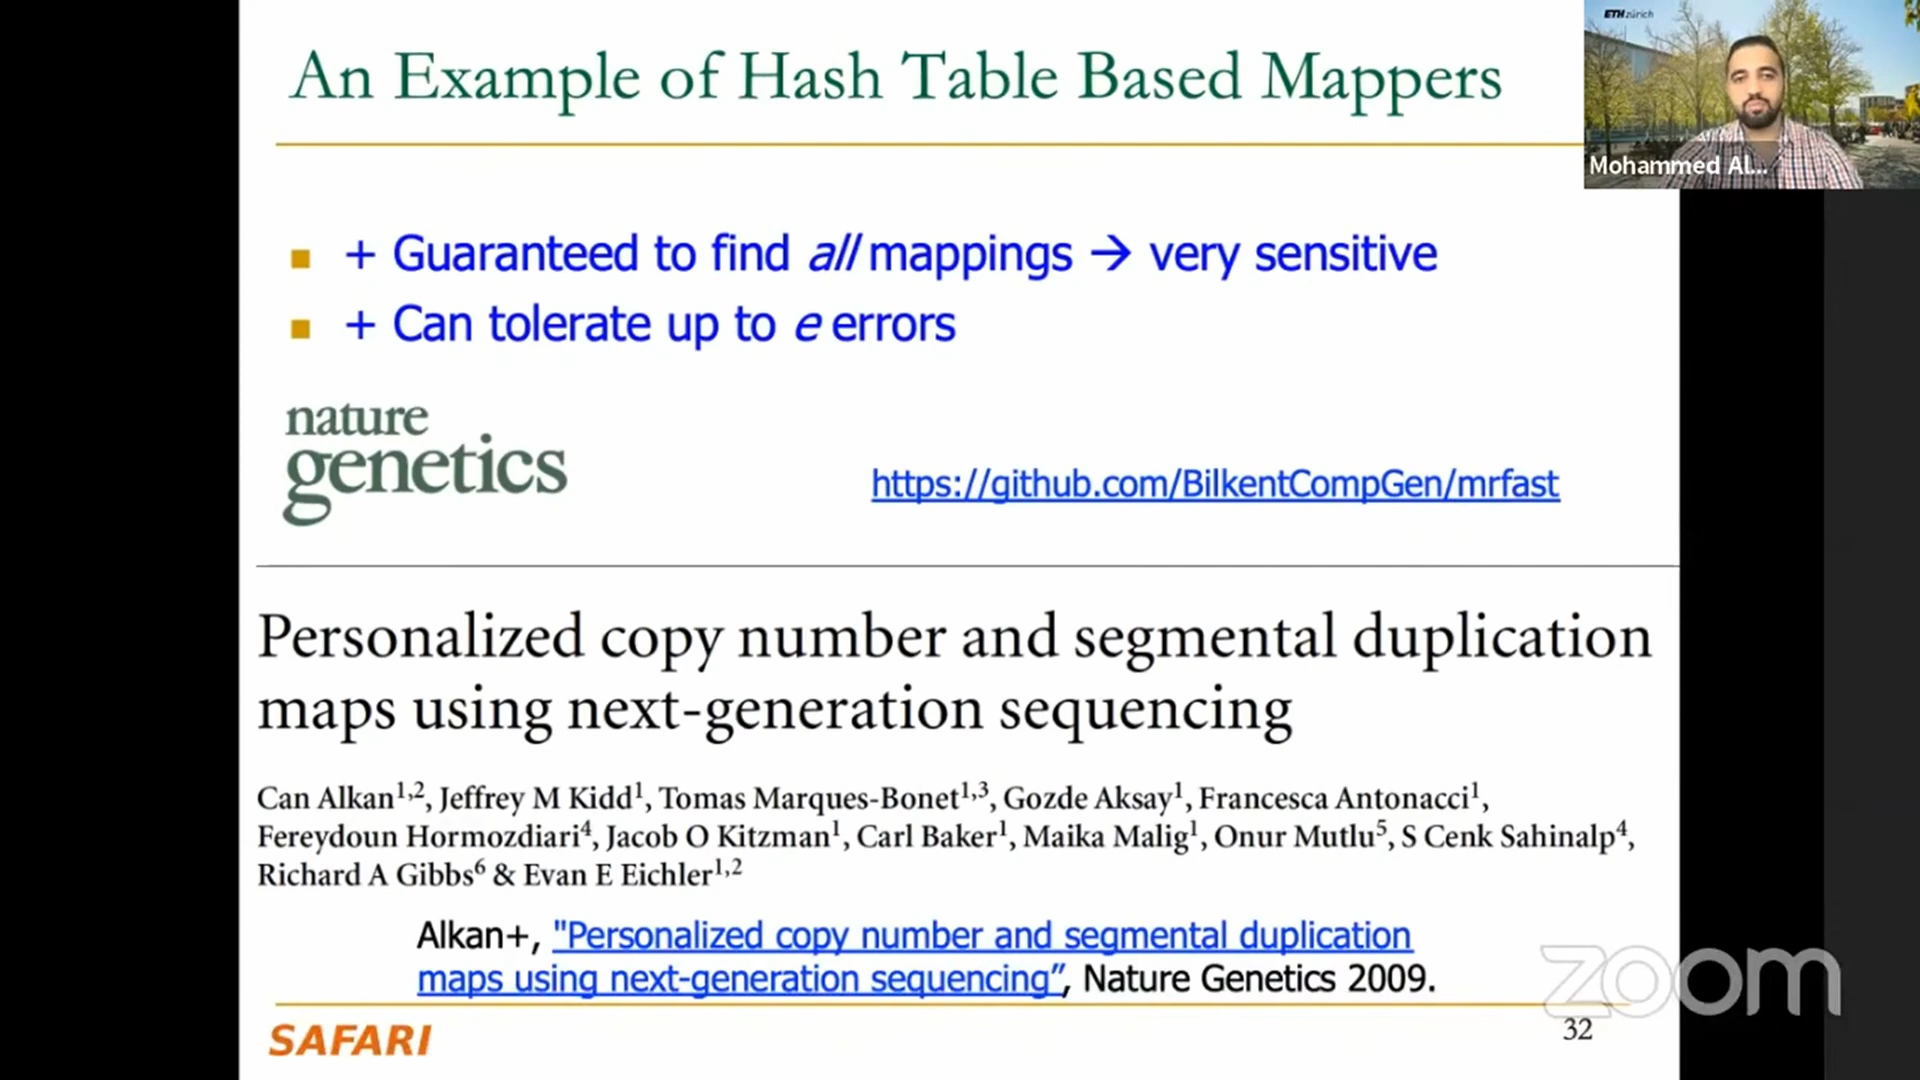 An Example of Hash Table Based Mappers
ETH zürich
Mohammed Al...
+ Guaranteed to find all mappings → very sensitive
+ Can tolerate up to e errors
nature
genetics
https://github.com/BilkentCompGen/mrfast
Personalized copy number and segmental duplication
maps using next-generation sequencing
Can Alkan1,2, Jeffrey M Kidd1, Tomas Marques-Bonet1,3, Gozde Aksay1, Francesca Antonacci1,
Fereydoun Hormozdiari4, Jacob O Kitzman1, Carl Baker1, Maika Malig1, Onur Mutlu5, S Cenk Sahinalp4,
Richard A Gibbs6 & Evan E Eichler1,2
Alkan+, "Personalized copy number and segmental duplication
maps using next-generation sequencing”, Nature Genetics 2009.
zoom
SAFARI
32